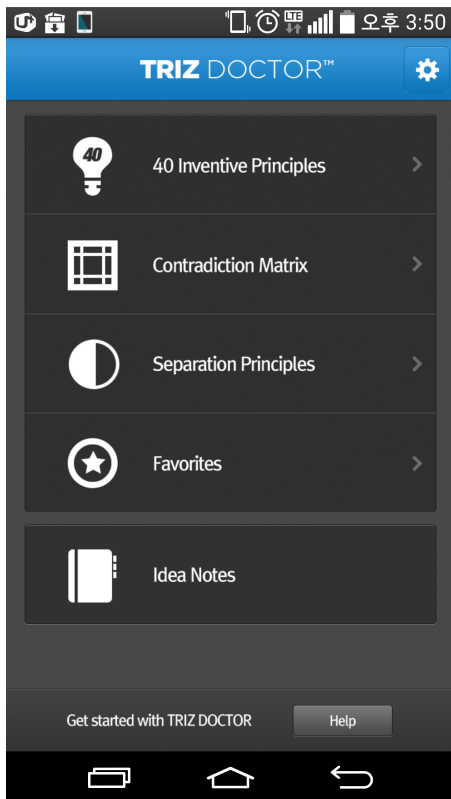 LTE 오후 3:50
TRIZ DOCTOR™
40
40 Inventive Principles
Contradiction Matrix
Separation Principles
Favorites
Idea Notes
Get started with TRIZ DOCTOR
Help